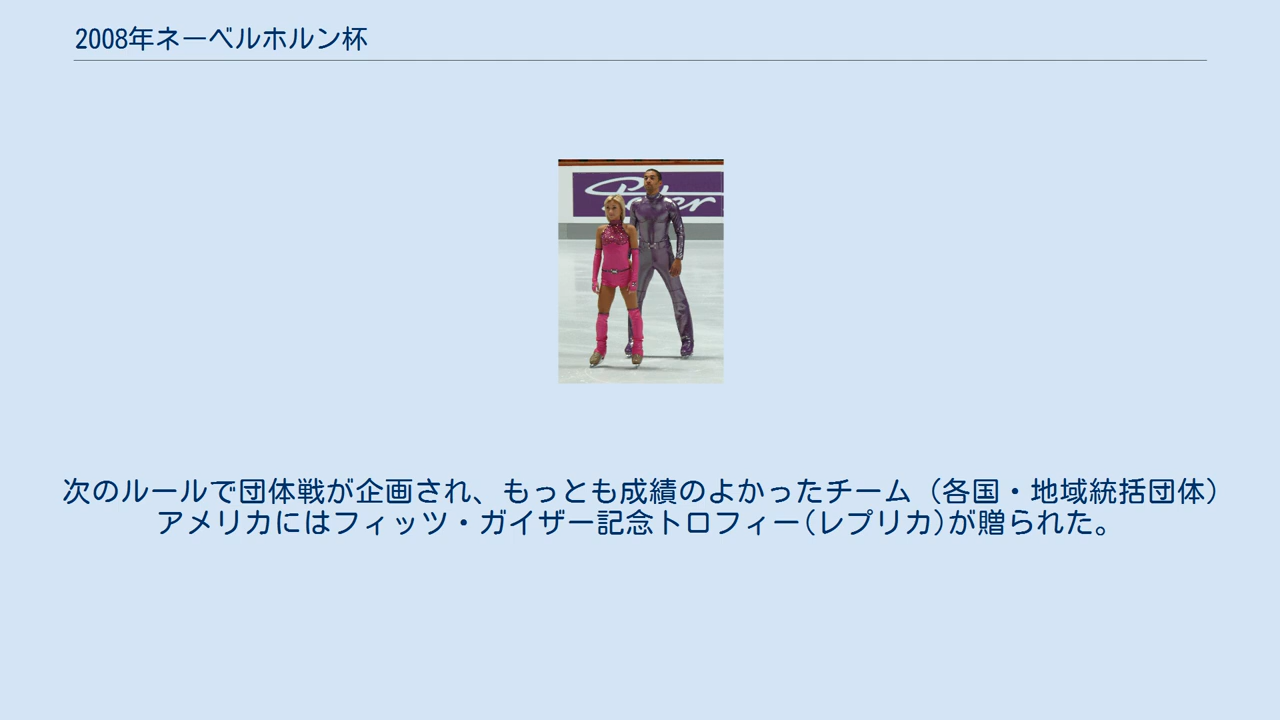 2008年ネーベルホルン杯
次のルールで団体戦が企画され、もっとも成績のよかったチーム（各国・地域統括団体）
アメリカにはフィッツ・ガイザー記念トロフィー(レプリカ)が贈られた。